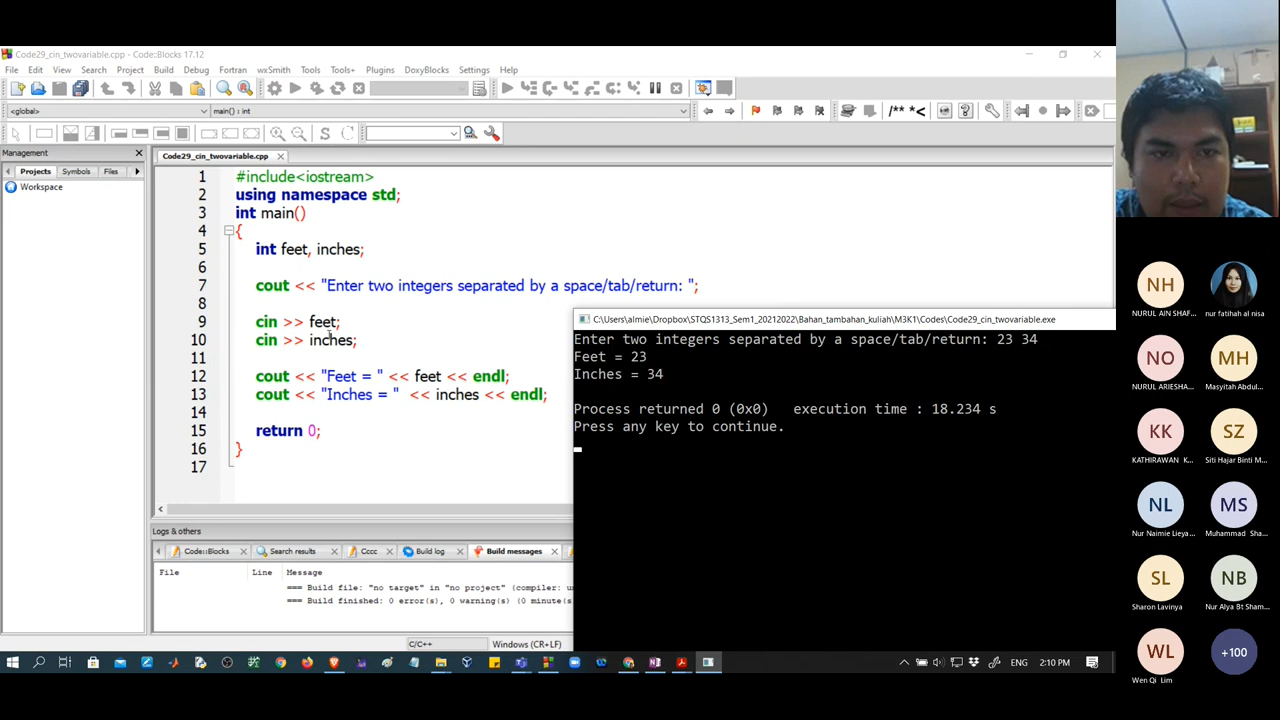 Code29_cin_twovariable.cpp - Code::Blocks 17.12
File Edit View Search Project Build Debug Fortran wxSmith Tools Tools+ Plugins DoxyBlocks Settings Help
<global>
main() : int
/** *<
Management
Projects Symbols Files
Workspace
Code29_cin_twovariable.cpp
1 #include<iostream>
2 using namespace std;
3 int main()
4 {
5 int feet, inches;
6
7 cout << "Enter two integers separated by a space/tab/return: ";
8
9 cin >> feet;
10 cin >> inches;
11
12 cout << "Feet = " << feet << endl;
13 cout << "Inches = " << inches << endl;
14
15 return 0;
16 }
17
C:\Users\almie\Dropbox\STQS1313_Sem1_20212022\Bahan_tambahan_kuliah\M3K1\Codes\Code29_cin_twovariable.exe
Enter two integers separated by a space/tab/return: 23 34
Feet = 23
Inches = 34
Process returned 0 (0x0) execution time : 18.234 s
Press any key to continue.
Logs & others
Code::Blocks Search results Cccc Build log Build messages
File Line Message
=== Build file: "no target" in "no project" (compiler: u
=== Build finished: 0 error(s), 0 warning(s) (0 minute(s
C/C++ Windows (CR+LF)
ENG 2:10 PM
NH
NURUL AIN SHAF...
nur fatihah al nisa
NO
NURUL ARIESHA...
MH
Masyitah Abdul...
KK
KATHIRAWAN K...
SZ
Siti Hajar Binti M...
NL
Nur Naimie Lieya...
MS
Muhammad Sha...
SL
Sharon Lavinya
NB
Nur Alya Bt Sham...
WL
Wen Qi Lim
+100